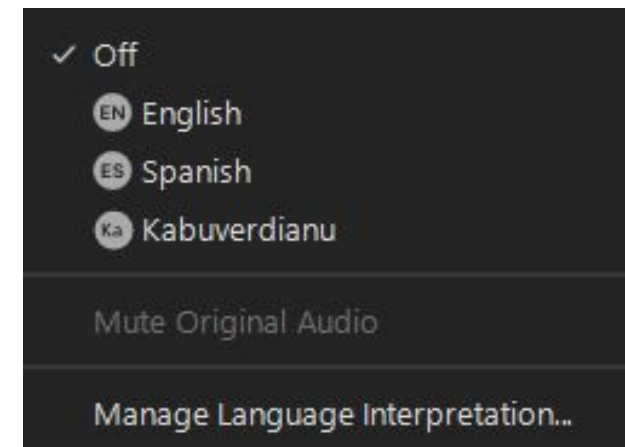 Off
EN English
ES Spanish
Ka Kabuverdianu
Mute Original Audio
Manage Language Interpretation...